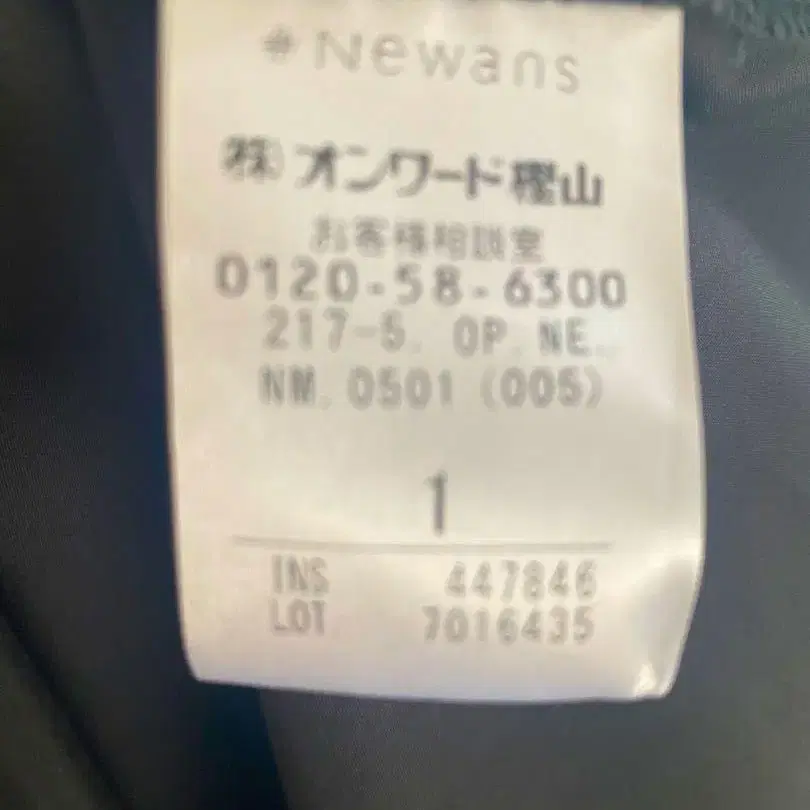 *Newans
㈱オンワード樫山
お客様相談室
0120-58-6300
217-5. OP. NE..
NM. 0501 (005)
1
INS 447846
LOT 7016435